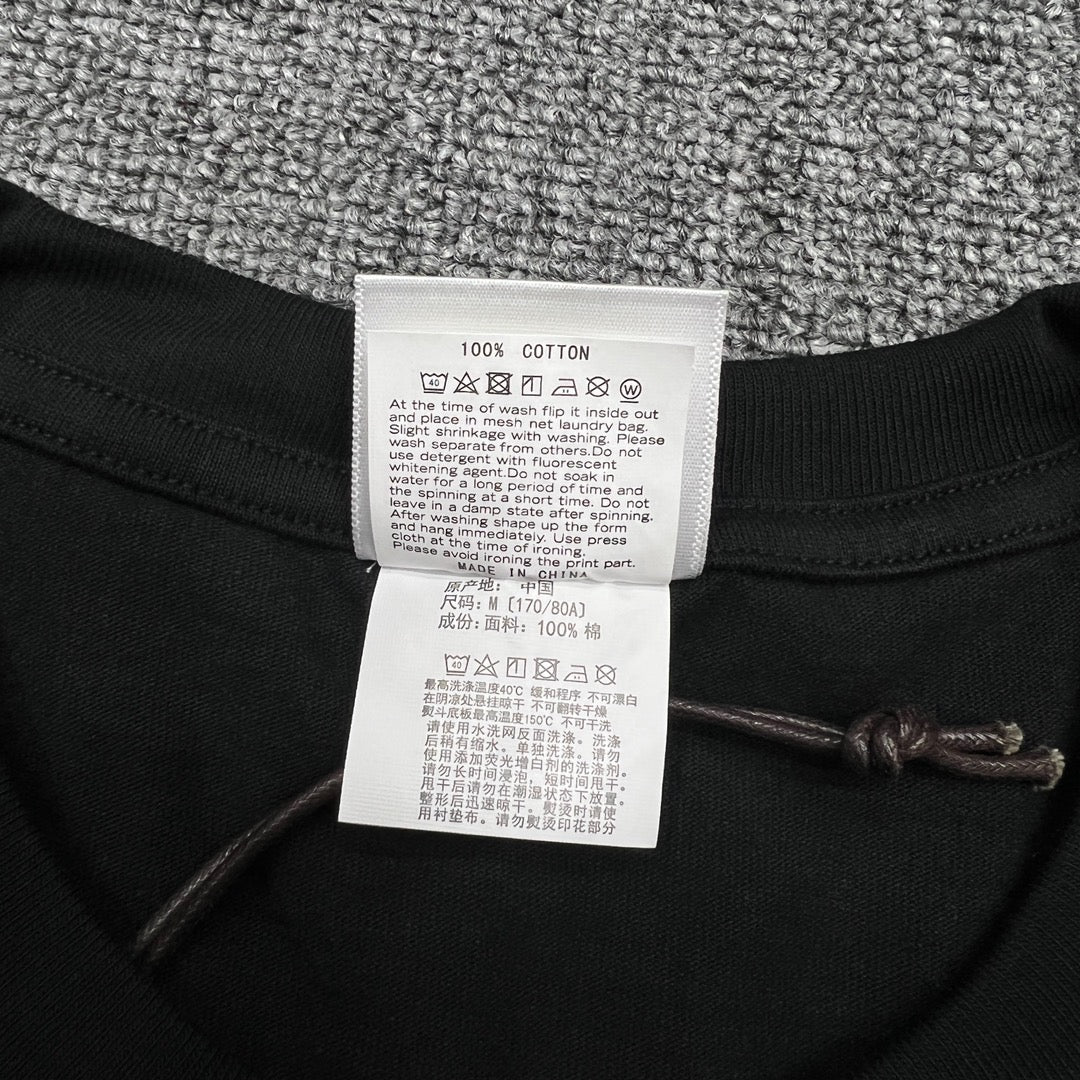 100% COTTON
40 W
At the time of wash flip it inside out
and place in mesh net laundry bag.
Slight shrinkage with washing. Please
wash separate from others.Do not
use detergent with fluorescent
whitening agent.Do not soak in
water for a long period of time and
the spinning at a short time. Do not
leave in a damp state after spinning.
After washing shape up the form
and hang immediately. Use press
cloth at the time of ironing.
Please avoid ironing the print part.
MADE IN CHINA
原产地: 中国
尺码: M [170/80A]
成份: 面料: 100% 棉
40
最高洗涤温度40℃ 缓和程序 不可漂白
在阴凉处悬挂晾干 不可翻转干燥
熨斗底板最高温度150℃ 不可干洗
请使用水洗网反面洗涤。洗涤
后稍有缩水。单独洗涤。请勿
使用添加荧光增白剂的洗涤剂。
请勿长时间浸泡，短时间甩干。
甩干后请勿在潮湿状态下放置。
整形后迅速晾干。熨烫时请使
用衬垫布。请勿熨烫印花部分